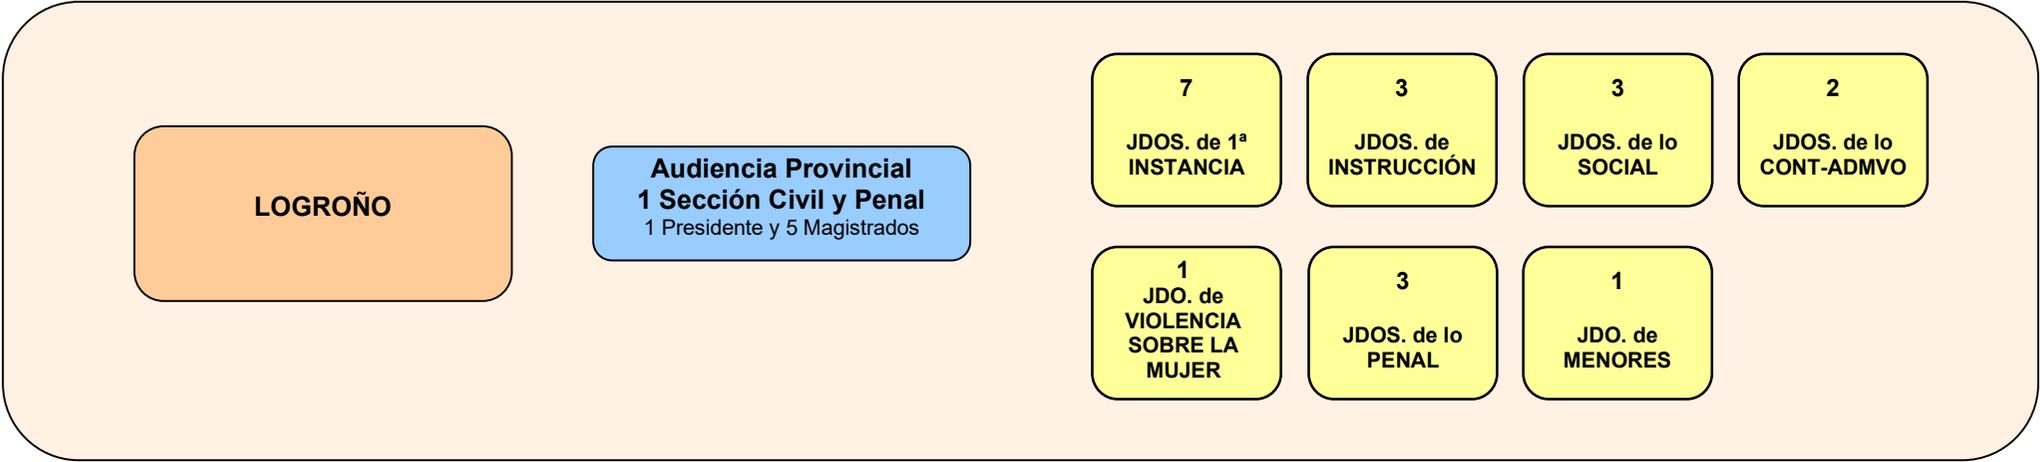 LOGROÑO
Audiencia Provincial
1 Sección Civil y Penal
1 Presidente y 5 Magistrados
7
JDOS. de 1ª
INSTANCIA
3
JDOS. de
INSTRUCCIÓN
3
JDOS. de lo
SOCIAL
2
JDOS. de lo
CONT-ADMVO
1
JDO. de
VIOLENCIA
SOBRE LA
MUJER
3
JDOS. de lo
PENAL
1
JDO. de
MENORES